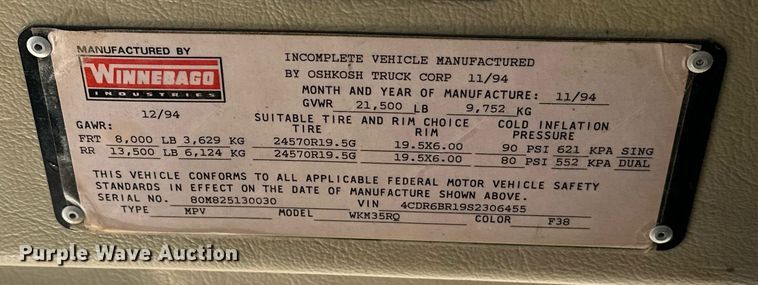 MANUFACTURED BY
WINNEBAGO
INDUSTRIES
12/94
INCOMPLETE VEHICLE MANUFACTURED
BY OSHKOSH TRUCK CORP 11/94
MONTH AND YEAR OF MANUFACTURE: 11/94
GVWR 21,500 LB 9,752 KG
SUITABLE TIRE AND RIM CHOICE COLD INFLATION
GAWR: TIRE RIM PRESSURE
FRT 8,000 LB 3,629 KG 24570R19.5G 19.5X6.00 90 PSI 621 KPA SING
RR 13,500 LB 6,124 KG 24570R19.5G 19.5X6.00 80 PSI 552 KPA DUAL
THIS VEHICLE CONFORMS TO ALL APPLICABLE FEDERAL MOTOR VEHICLE SAFETY
STANDARDS IN EFFECT ON THE DATE OF MANUFACTURE SHOWN ABOVE.
SERIAL NO. 80M825130030 VIN 4CDR6BR19S2306455
TYPE MPV MODEL WKM35RQ COLOR F38
Purple Wave Auction